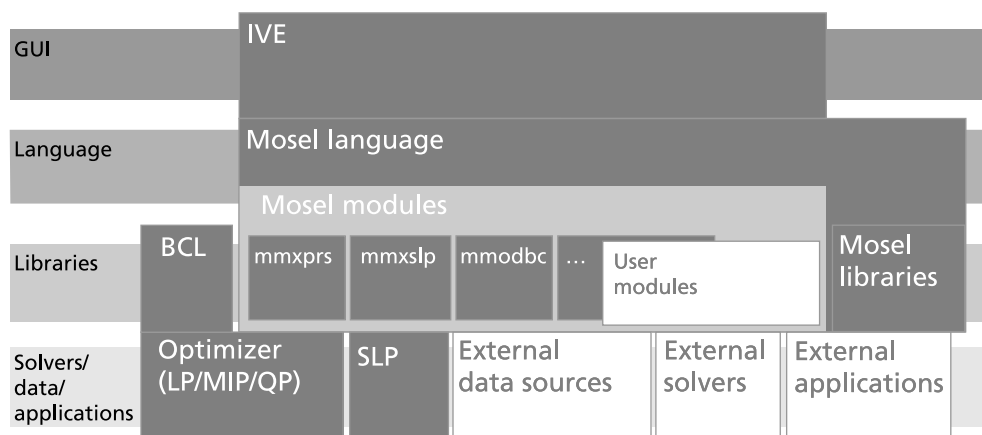 GUI
IVE
Language
Mosel language
Mosel modules
Libraries
BCL
mmxprs
mmxslp
mmodbc
...
User
modules
Mosel
libraries
Solvers/
data/
applications
Optimizer
(LP/MIP/QP)
SLP
External
data sources
External
solvers
External
applications